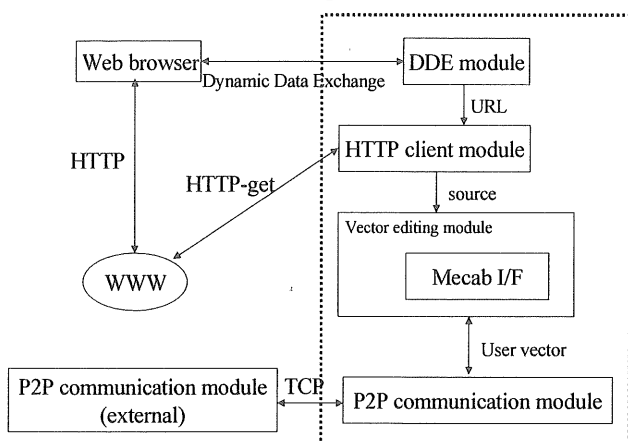 Web browser
DDE module
Dynamic Data Exchange
URL
HTTP
HTTP client module
HTTP-get
source
Vector editing module
Mecab I/F
WWW
User vector
P2P communication module
(external)
TCP
P2P communication module